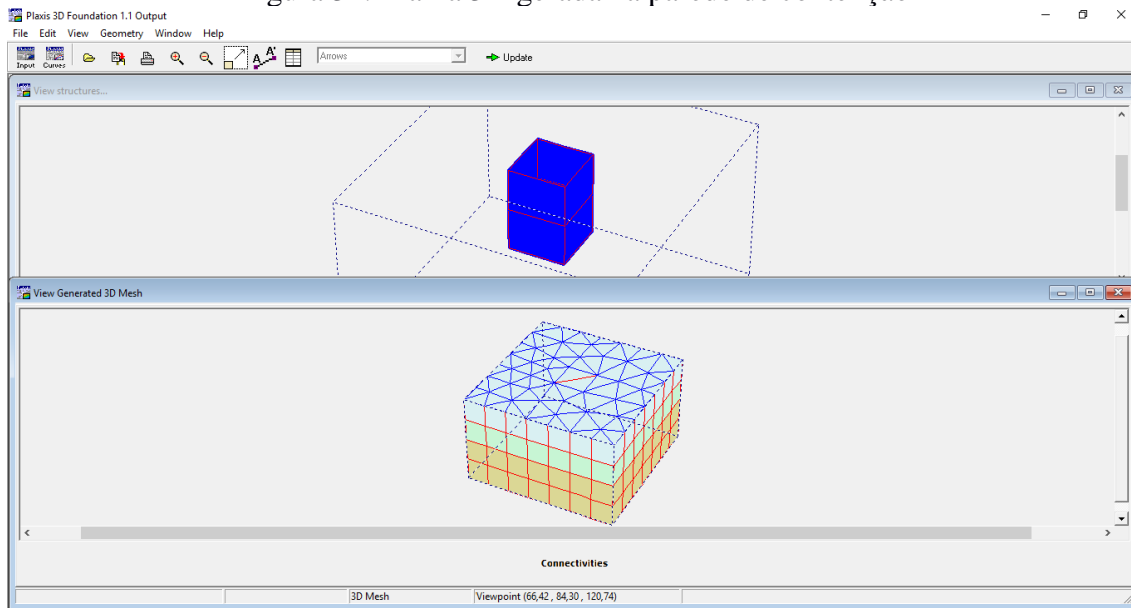 Plaxis 3D Foundation 1.1 Output
File Edit View Geometry Window Help
Input Curves A A' Arrows Update
View structures...
View Generated 3D Mesh
Connectivities
3D Mesh Viewpoint (66,42 , 84,30 , 120,74)